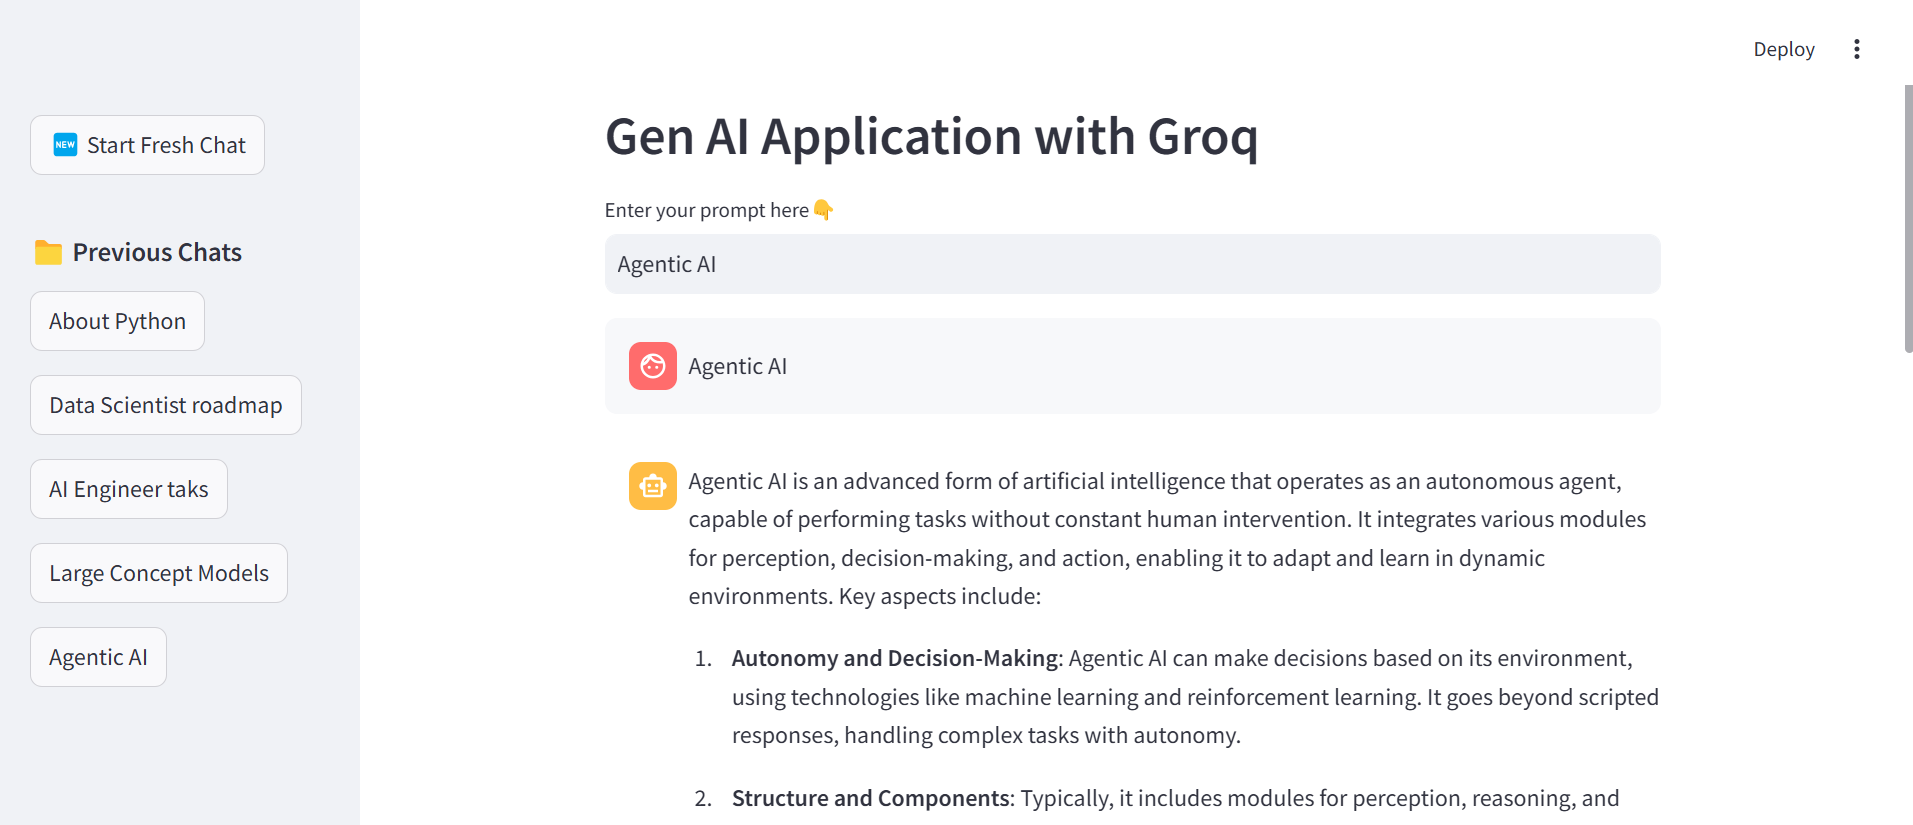 Deploy
NEW Start Fresh Chat
Previous Chats
About Python
Data Scientist roadmap
AI Engineer taks
Large Concept Models
Agentic AI
Gen AI Application with Groq
Enter your prompt here
Agentic AI
Agentic AI
Agentic AI is an advanced form of artificial intelligence that operates as an autonomous agent,
capable of performing tasks without constant human intervention. It integrates various modules
for perception, decision-making, and action, enabling it to adapt and learn in dynamic
environments. Key aspects include:
1. Autonomy and Decision-Making: Agentic AI can make decisions based on its environment,
using technologies like machine learning and reinforcement learning. It goes beyond scripted
responses, handling complex tasks with autonomy.
2. Structure and Components: Typically, it includes modules for perception, reasoning, and